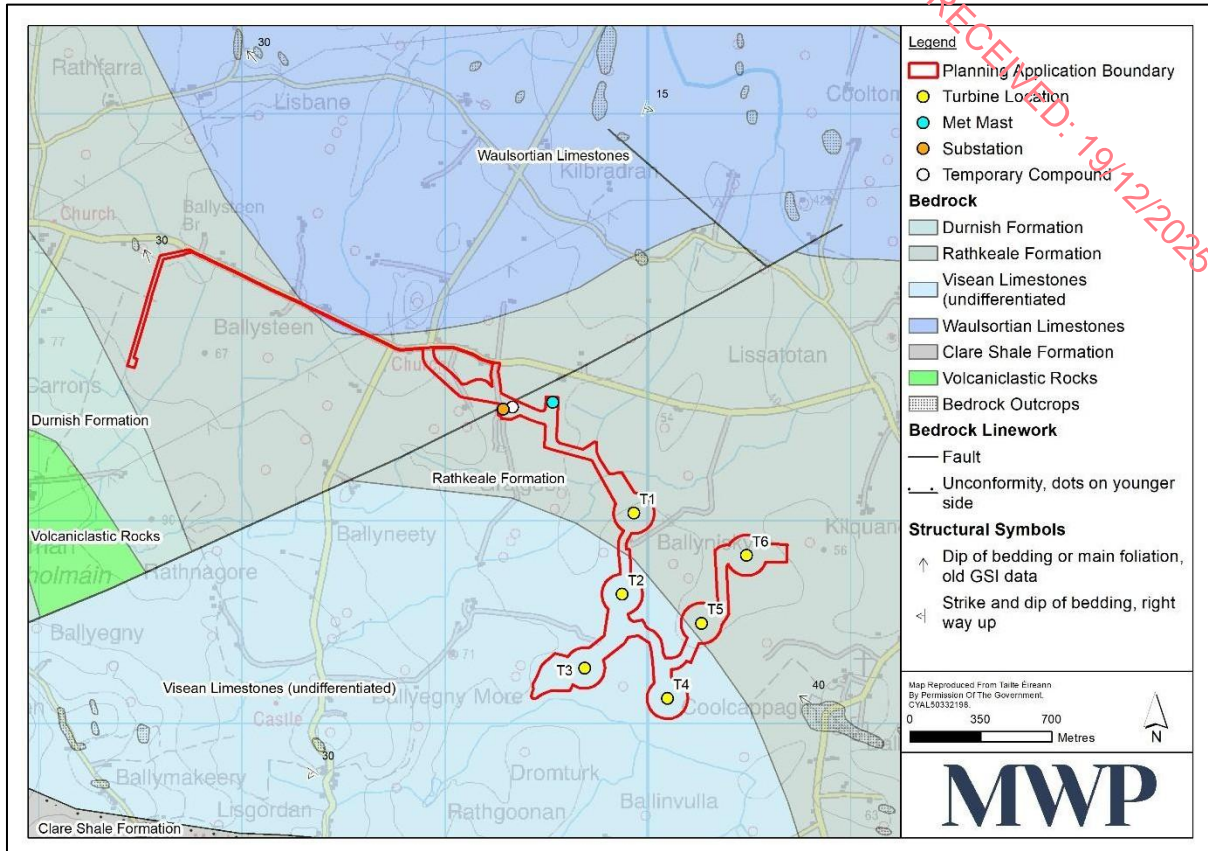 RECEIVED: 19/12/2025
30
Rathfarra
Lisbane
15
Waulsortian Limestones
Kilbradran
42
Church
Ballysteen
Br
30
77
Ballysteen
67
Church
Lissatotan
54
Garrons
Durnish Formation
Rathkeale Formation
T1
Volcaniclastic Rocks
Ballyneety
Kilquane
T6
56
holmáin
Rathnagore
T2
T5
Ballyegny
71
T3
Visean Limestones (undifferentiated)
Ballyegny More
T4
40
Coolcappagh
Castle
30
Dromturk
Ballymakeery
Lisgordan
Rathgoonan
Ballinvulla
63
Clare Shale Formation
Legend
Planning Application Boundary
Turbine Location
Met Mast
Substation
Temporary Compound
Bedrock
Durnish Formation
Rathkeale Formation
Visean Limestones
(undifferentiated
Waulsortian Limestones
Clare Shale Formation
Volcaniclastic Rocks
Bedrock Outcrops
Bedrock Linework
Fault
Unconformity, dots on younger
side
Structural Symbols
Dip of bedding or main foliation,
old GSI data
Strike and dip of bedding, right
way up
Map Reproduced From Tailte Éireann
By Permission Of The Government.
CYAL50332198.
0 350 700
Metres
N
MWP